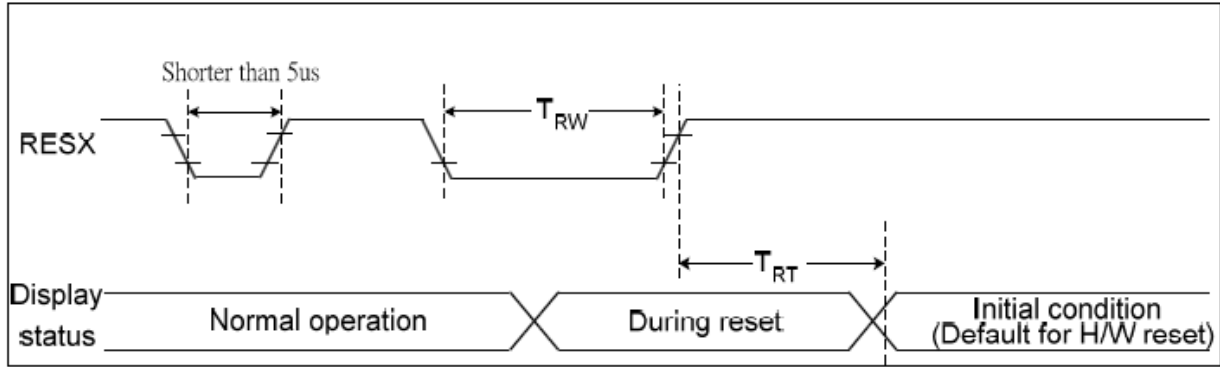 Shorter than 5us
RESX
TRW
TRT
Display
status
Normal operation
During reset
Initial condition
(Default for H/W reset)